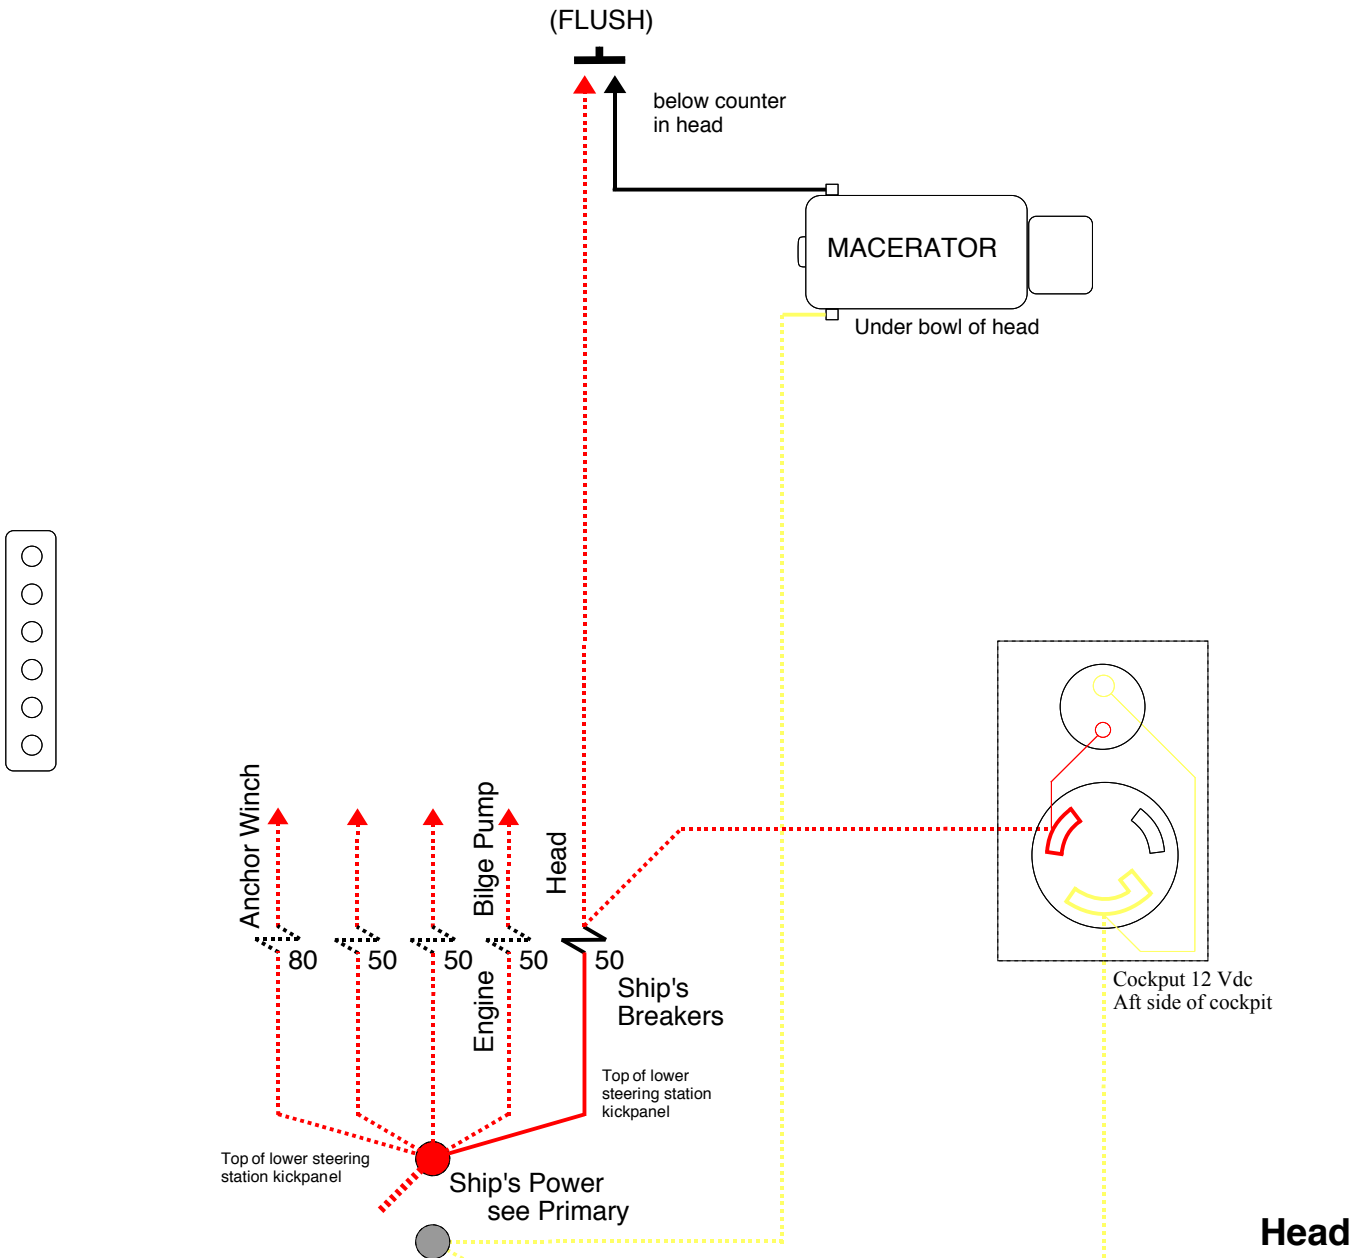 (FLUSH)
below counter
in head
MACERATOR
Under bowl of head
Anchor Winch
Bilge Pump
Head
80
50
50
50
50
Engine
Ship's
Breakers
Cockput 12 Vdc
Aft side of cockpit
Top of lower
steering station
kickpanel
Top of lower steering
station kickpanel
Ship's Power
see Primary
Head